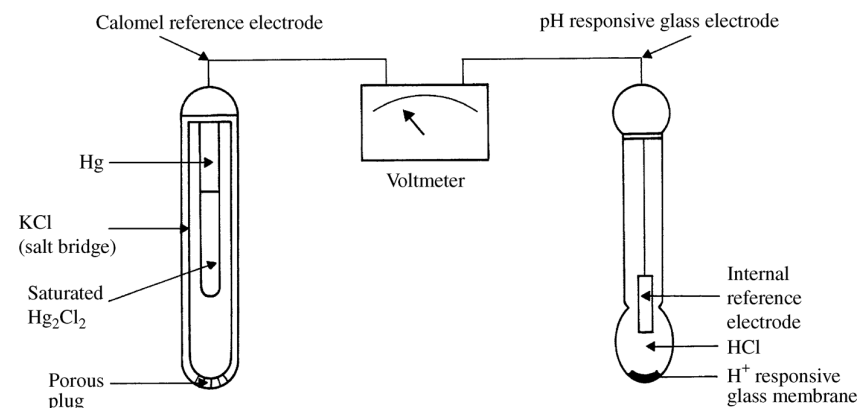 Calomel reference electrode
pH responsive glass electrode
Hg
Voltmeter
KCl
(salt bridge)
Saturated
Hg2Cl2
Porous
plug
Internal
reference
electrode
HCl
H+ responsive
glass membrane